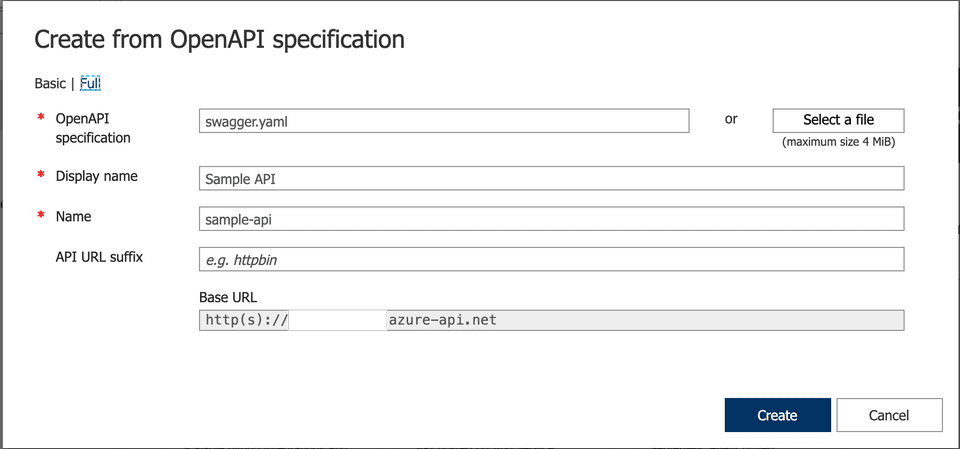 Create from OpenAPI specification
Basic | Full
* OpenAPI specification
swagger.yaml
or
Select a file
(maximum size 4 MiB)
* Display name
Sample API
* Name
sample-api
API URL suffix
e.g. httpbin
Base URL
http(s):// azure-api.net
Create
Cancel